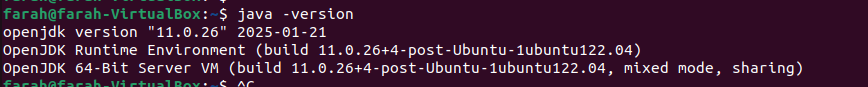 farah@farah-VirtualBox:~$ java -version
openjdk version "11.0.26" 2025-01-21
OpenJDK Runtime Environment (build 11.0.26+4-post-Ubuntu-1ubuntu122.04)
OpenJDK 64-Bit Server VM (build 11.0.26+4-post-Ubuntu-1ubuntu122.04, mixed mode, sharing)
farah@farah-VirtualBox:~$ ^C